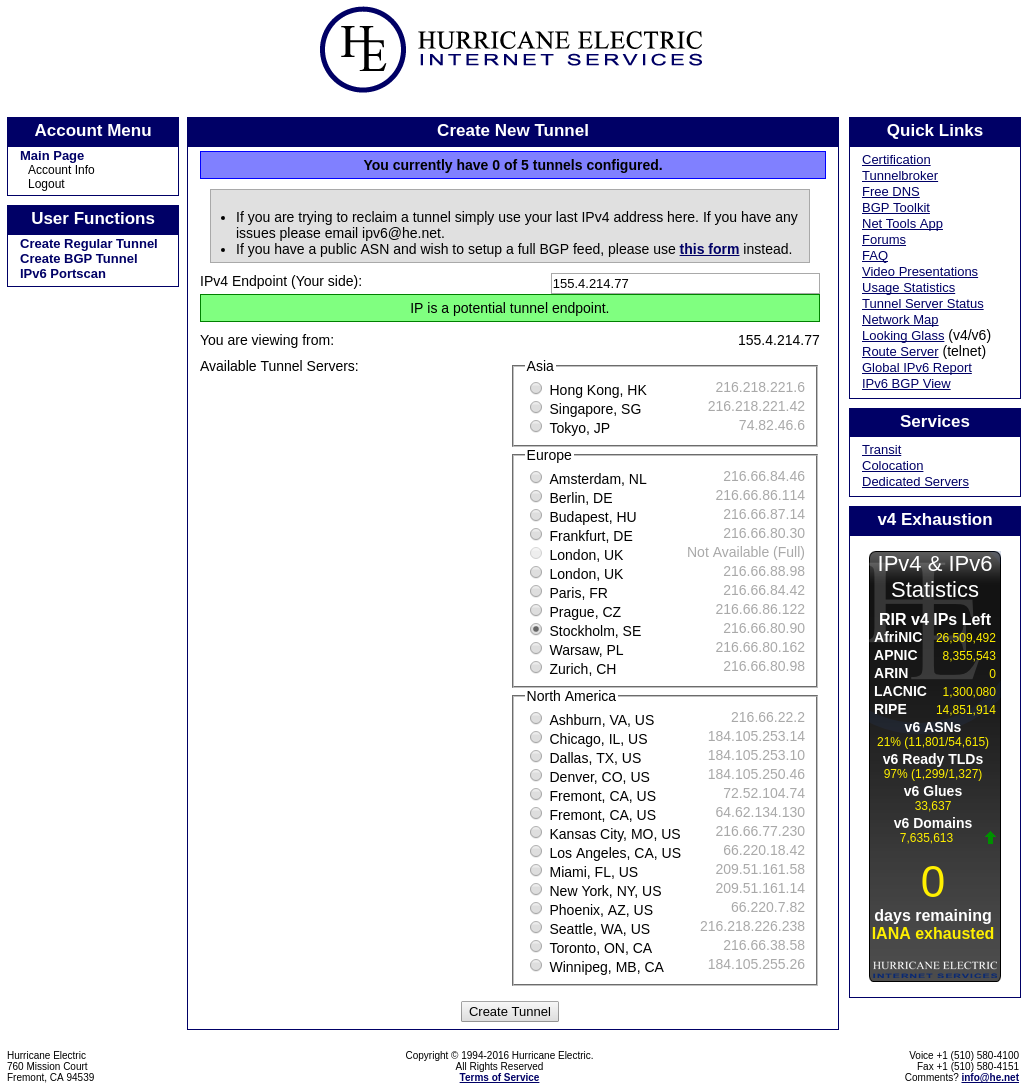 HE HURRICANE ELECTRIC
INTERNET SERVICES
Account Menu
Main Page
Account Info
Logout
User Functions
Create Regular Tunnel
Create BGP Tunnel
IPv6 Portscan
Create New Tunnel
You currently have 0 of 5 tunnels configured.
• If you are trying to reclaim a tunnel simply use your last IPv4 address here. If you have any
issues please email ipv6@he.net.
• If you have a public ASN and wish to setup a full BGP feed, please use this form instead.
IPv4 Endpoint (Your side): 155.4.214.77
IP is a potential tunnel endpoint.
You are viewing from: 155.4.214.77
Available Tunnel Servers:
Asia
Hong Kong, HK 216.218.221.6
Singapore, SG 216.218.221.42
Tokyo, JP 74.82.46.6
Europe
Amsterdam, NL 216.66.84.46
Berlin, DE 216.66.86.114
Budapest, HU 216.66.87.14
Frankfurt, DE 216.66.80.30
London, UK Not Available (Full)
London, UK 216.66.88.98
Paris, FR 216.66.84.42
Prague, CZ 216.66.86.122
Stockholm, SE 216.66.80.90
Warsaw, PL 216.66.80.162
Zurich, CH 216.66.80.98
North America
Ashburn, VA, US 216.66.22.2
Chicago, IL, US 184.105.253.14
Dallas, TX, US 184.105.253.10
Denver, CO, US 184.105.250.46
Fremont, CA, US 72.52.104.74
Fremont, CA, US 64.62.134.130
Kansas City, MO, US 216.66.77.230
Los Angeles, CA, US 66.220.18.42
Miami, FL, US 209.51.161.58
New York, NY, US 209.51.161.14
Phoenix, AZ, US 66.220.7.82
Seattle, WA, US 216.218.226.238
Toronto, ON, CA 216.66.38.58
Winnipeg, MB, CA 184.105.255.26
Create Tunnel
Quick Links
Certification
Tunnelbroker
Free DNS
BGP Toolkit
Net Tools App
Forums
FAQ
Video Presentations
Usage Statistics
Tunnel Server Status
Network Map
Looking Glass (v4/v6)
Route Server (telnet)
Global IPv6 Report
IPv6 BGP View
Services
Transit
Colocation
Dedicated Servers
v4 Exhaustion
HE
IPv4 & IPv6
Statistics
RIR v4 IPs Left
AfriNIC 26,509,492
APNIC 8,355,543
ARIN 0
LACNIC 1,300,080
RIPE 14,851,914
v6 ASNs
21% (11,801/54,615)
v6 Ready TLDs
97% (1,299/1,327)
v6 Glues
33,637
v6 Domains
7,635,613
0
days remaining
IANA exhausted
HURRICANE ELECTRIC
INTERNET SERVICES
Hurricane Electric
760 Mission Court
Fremont, CA 94539
Copyright © 1994-2016 Hurricane Electric.
All Rights Reserved
Terms of Service
Voice +1 (510) 580-4100
Fax +1 (510) 580-4151
Comments? info@he.net